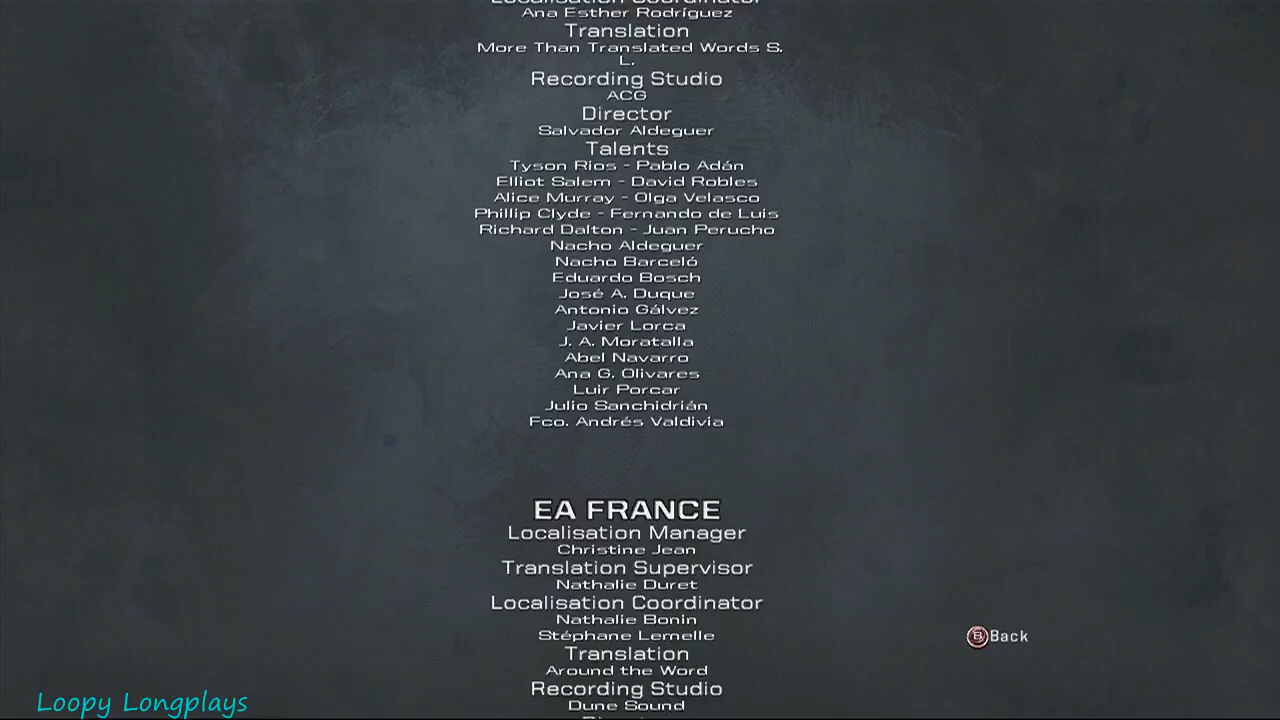 Localisation Coordinator
Ana Esther Rodríguez
Translation
More Than Translated Words S.
L.
Recording Studio
ACG
Director
Salvador Aldeguer
Talents
Tyson Rios - Pablo Adán
Elliot Salem - David Robles
Alice Murray - Olga Velasco
Phillip Clyde - Fernando de Luis
Richard Dalton - Juan Perucho
Nacho Aldeguer
Nacho Barceló
Eduardo Bosch
José A. Duque
Antonio Gálvez
Javier Lorca
J. A. Moratalla
Abel Navarro
Ana G. Olivares
Luir Porcar
Julio Sanchidrián
Fco. Andrés Valdivia
EA FRANCE
Localisation Manager
Christine Jean
Translation Supervisor
Nathalie Duret
Localisation Coordinator
Nathalie Bonin
Stéphane Lemelle
Translation
Around the Word
Recording Studio
Dune Sound
B Back
Loopy Longplays